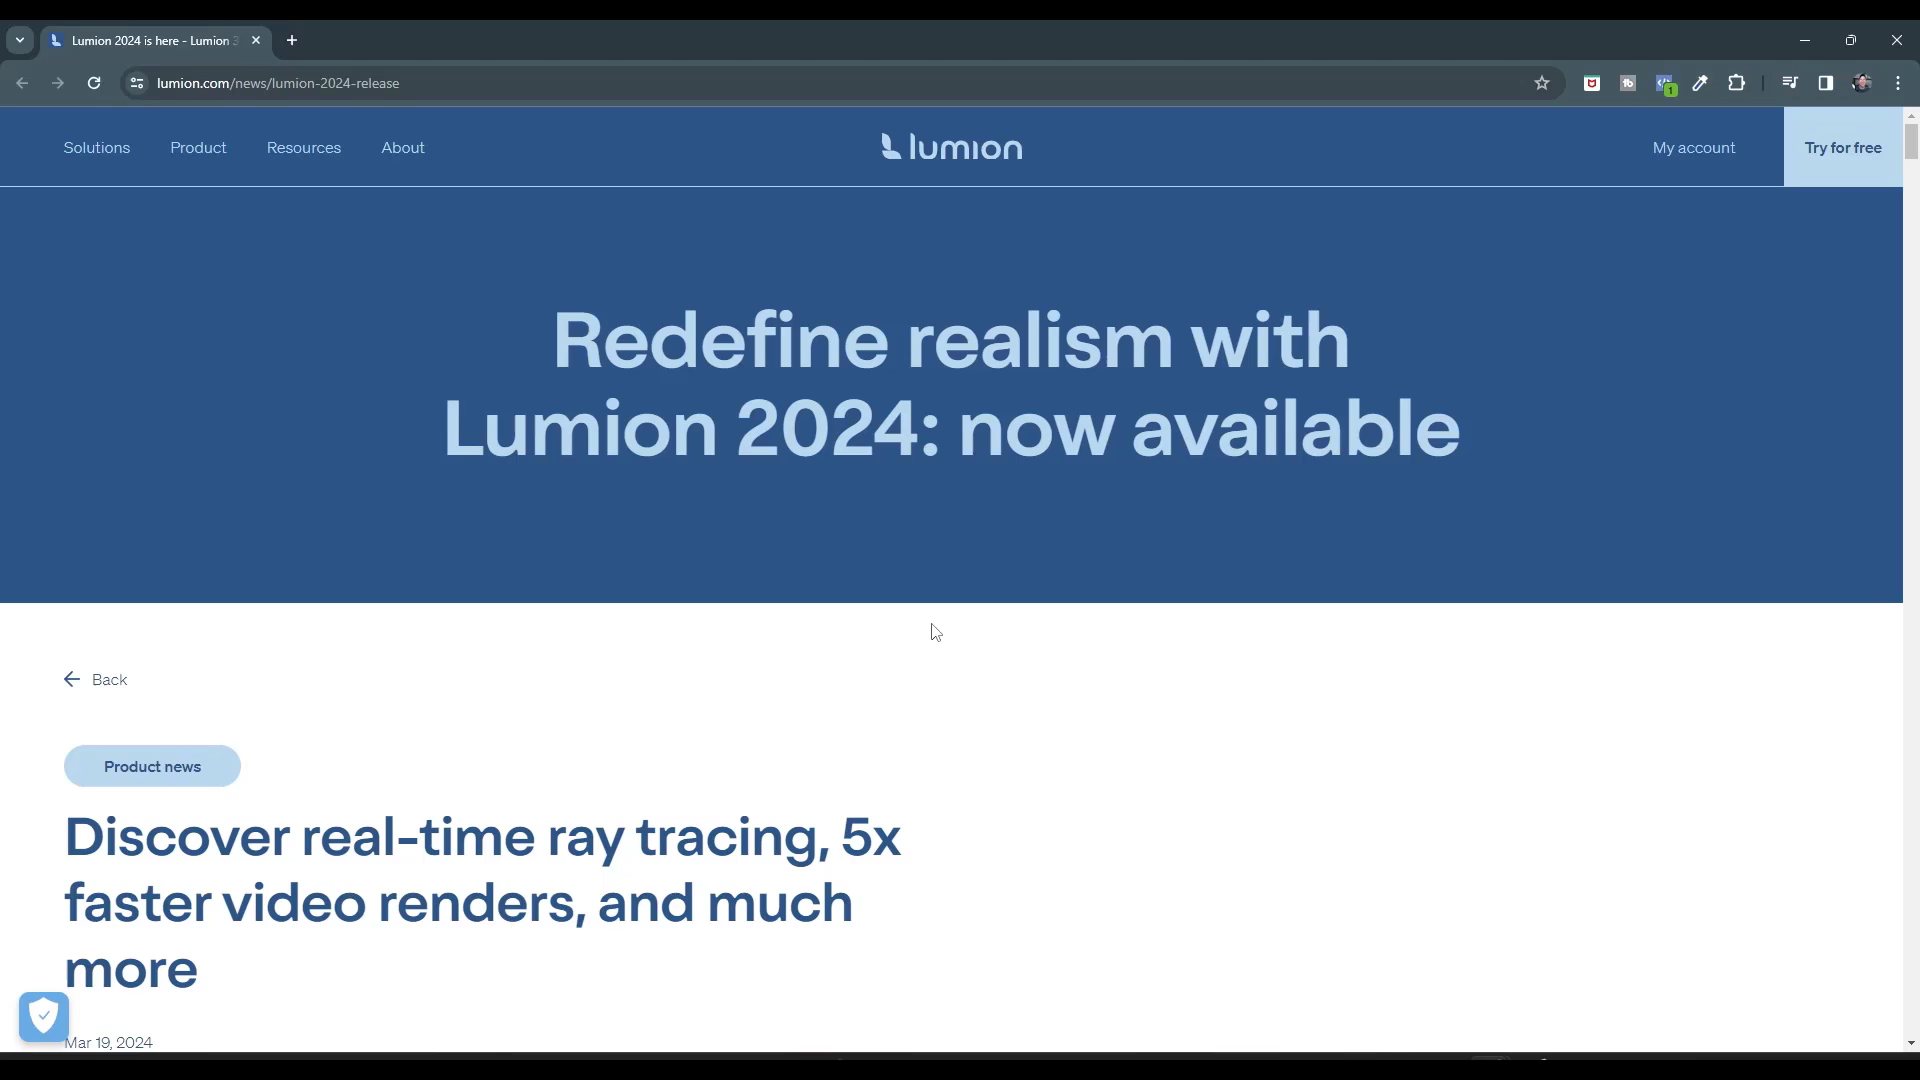 Lumion 2024 is here - Lumion 3
lumion.com/news/lumion-2024-release
1
Solutions
Product
Resources
About
lumion
My account
Try for free
Redefine realism with
Lumion 2024: now available
Back
Product news
Discover real-time ray tracing, 5x
faster video renders, and much
more
Mar 19, 2024